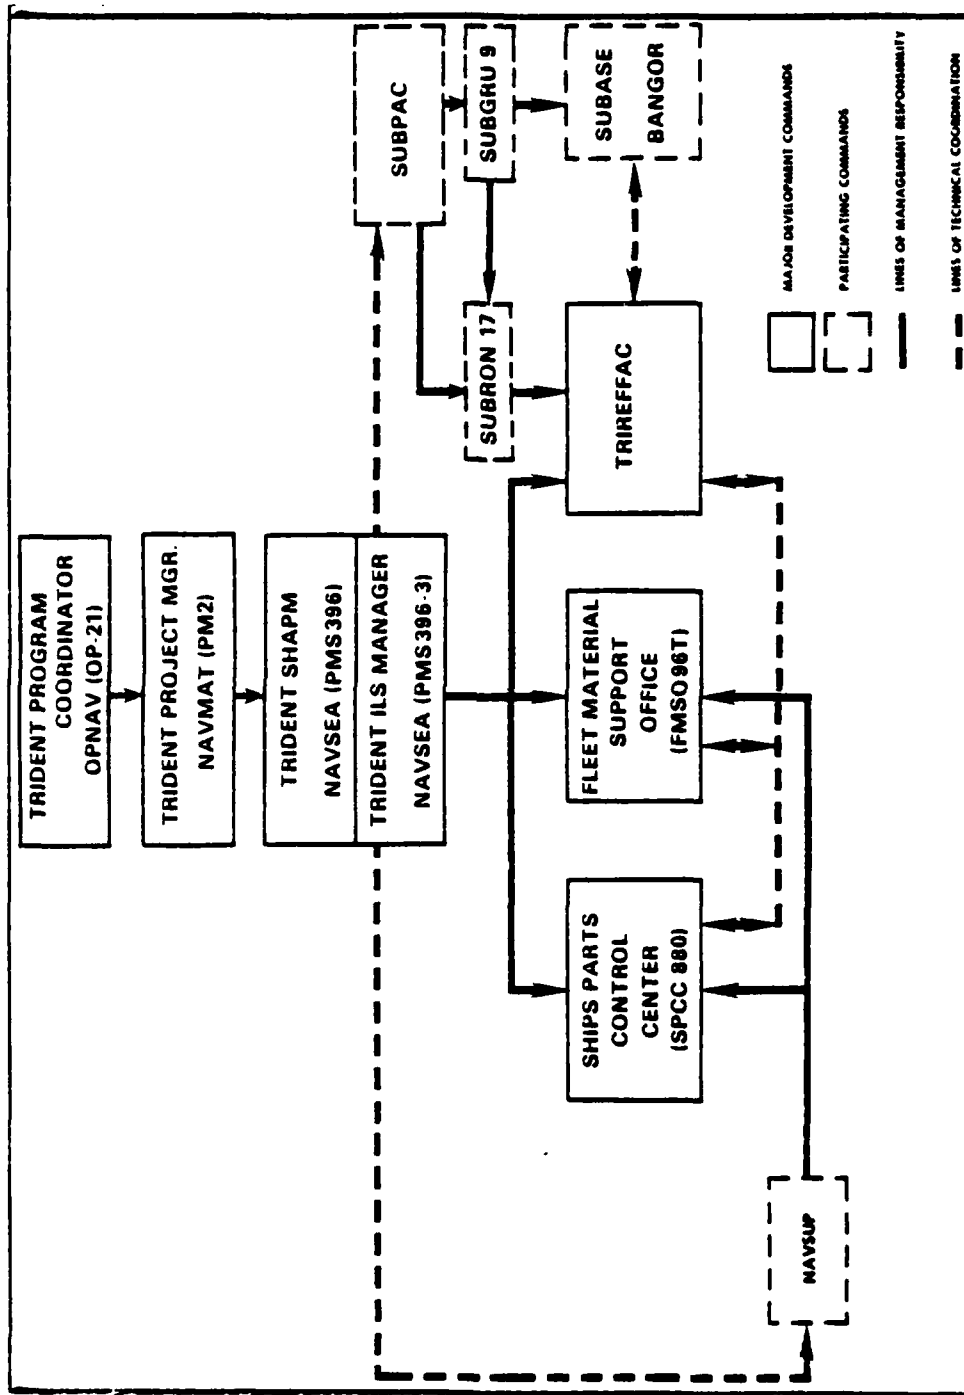 TRIDENT PROGRAM
COORDINATOR
OPNAV (OP-21)
TRIDENT PROJECT MGR.
NAVMAT (PM2)
TRIDENT SHAPM
NAVSEA (PMS396)
TRIDENT ILS MANAGER
NAVSEA (PMS396-3)
SUBPAC
SUBGRU 9
SUBRON 17
SUBASE
BANGOR
SHIPS PARTS
CONTROL
CENTER
(SPCC 880)
FLEET MATERIAL
SUPPORT
OFFICE
(FMSO96T)
TRIREFFAC
NAVSUP
MAJOR DEVELOPMENT COMMANDS
PARTICIPATING COMMANDS
LINES OF MANAGEMENT RESPONSIBILITY
LINES OF TECHNICAL COORDINATION